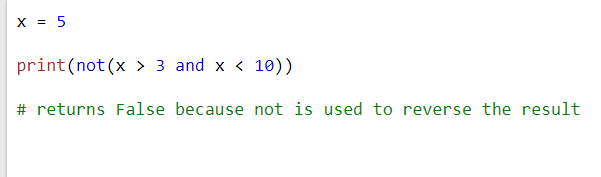 x = 5
print(not(x > 3 and x < 10))
# returns False because not is used to reverse the result